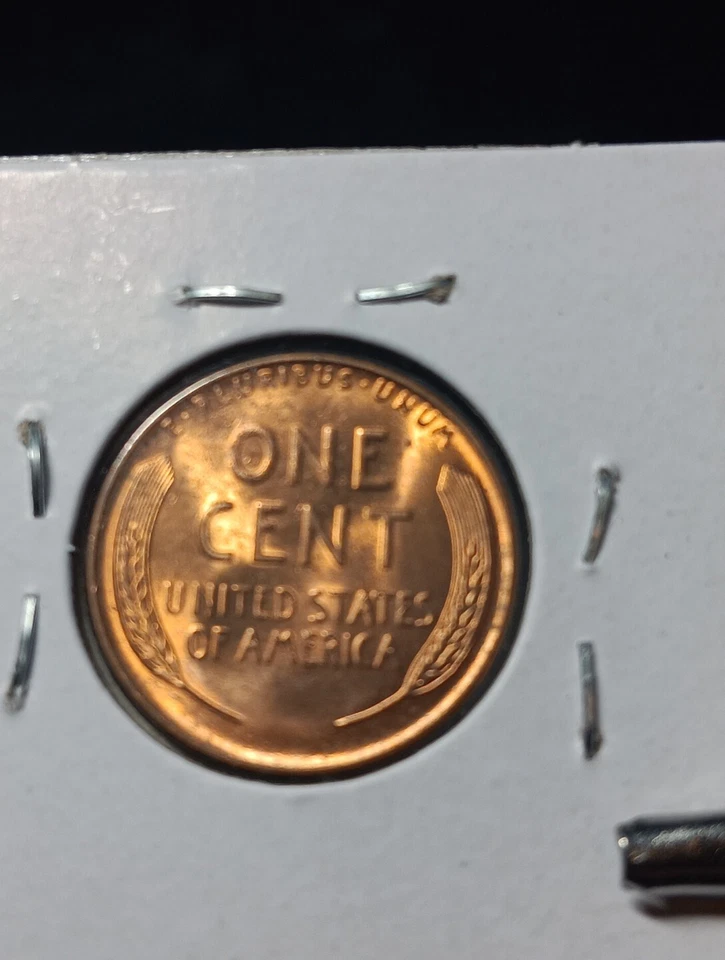 E·PLURIBUS·UNUM
ONE
CENT
UNITED STATES
OF AMERICA